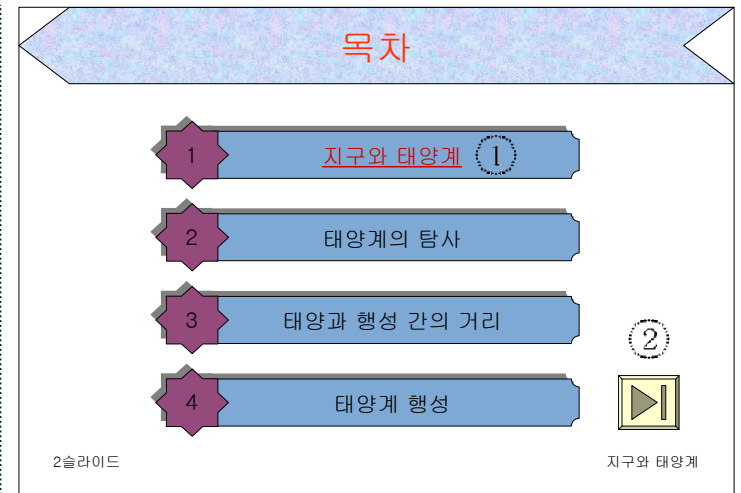 목차
1 지구와 태양계 ①
2 태양계의 탐사
3 태양과 행성 간의 거리
②
4 태양계 행성
2슬라이드 지구와 태양계